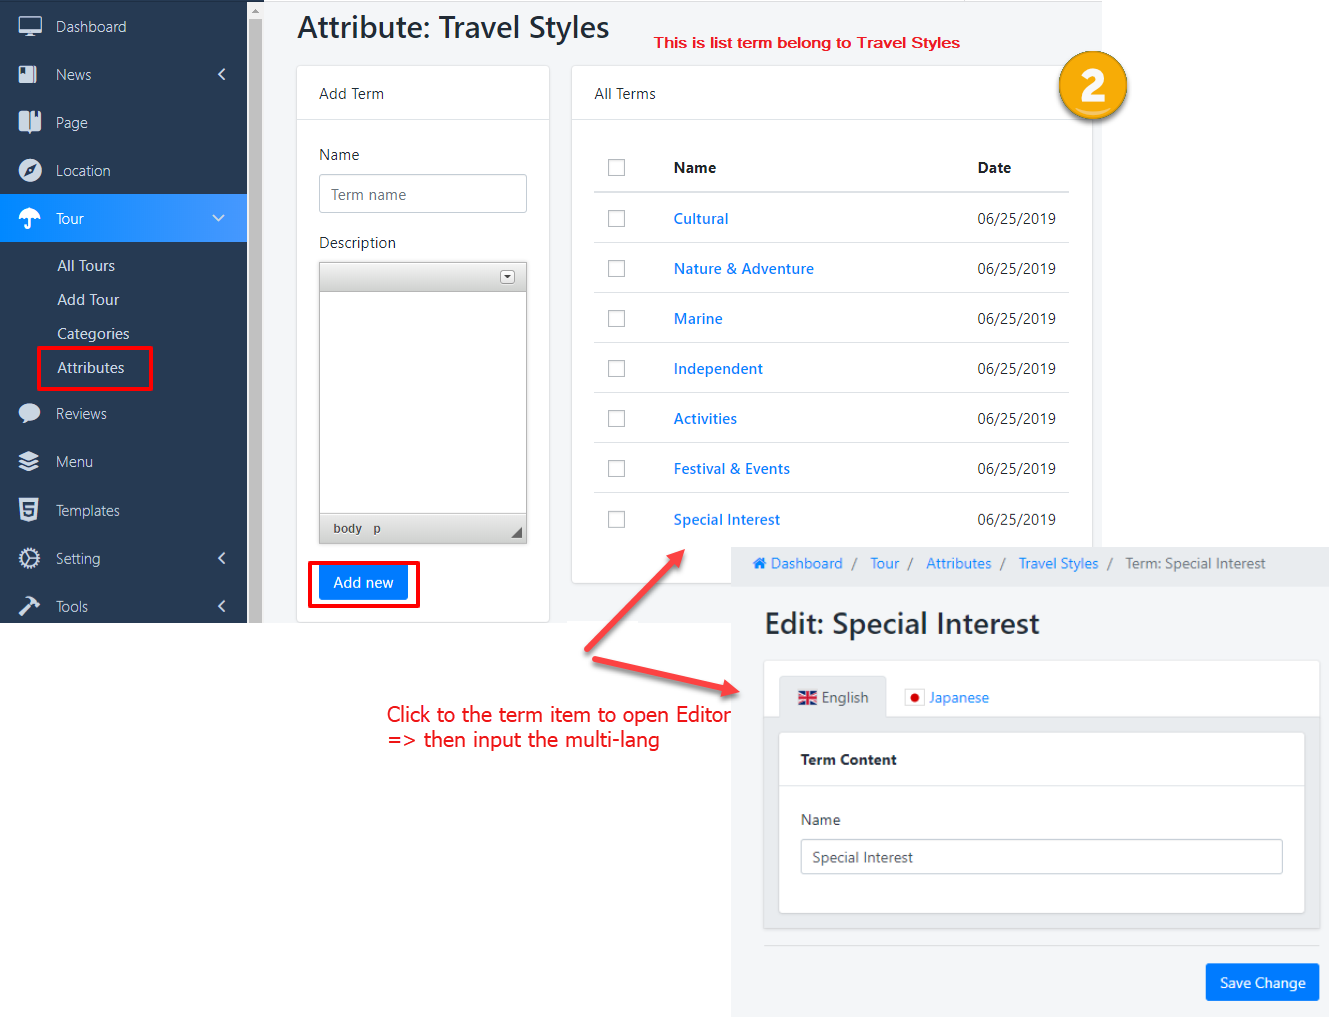 Dashboard
News
Page
Location
Tour
All Tours
Add Tour
Categories
Attributes
Reviews
Menu
Templates
Setting
Tools
Attribute: Travel Styles
This is list term belong to Travel Styles
2
Add Term
Name
Term name
Description
body p
Add new
All Terms
Name Date
Cultural 06/25/2019
Nature & Adventure 06/25/2019
Marine 06/25/2019
Independent 06/25/2019
Activities 06/25/2019
Festival & Events 06/25/2019
Special Interest 06/25/2019
Click to the term item to open Editor
=> then input the multi-lang
Dashboard / Tour / Attributes / Travel Styles / Term: Special Interest
Edit: Special Interest
English Japanese
Term Content
Name
Special Interest
Save Change